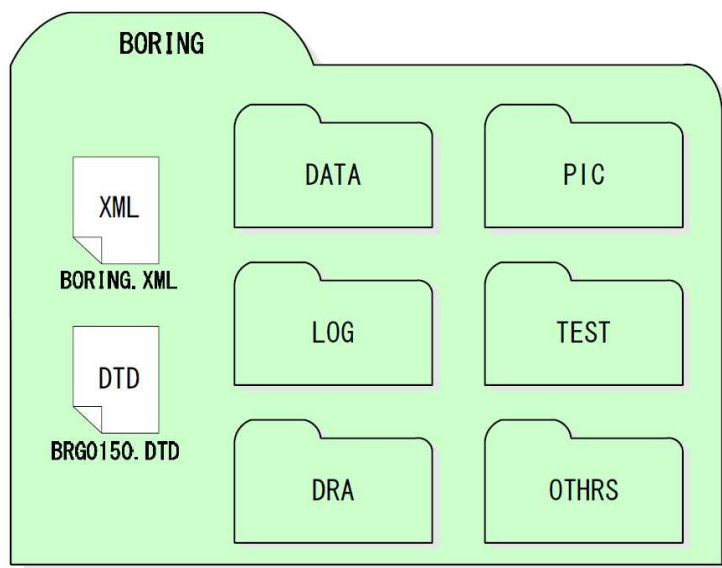 BORING
XML
BORING.XML
DTD
BRG0150.DTD
DATA
PIC
LOG
TEST
DRA
OTHRS